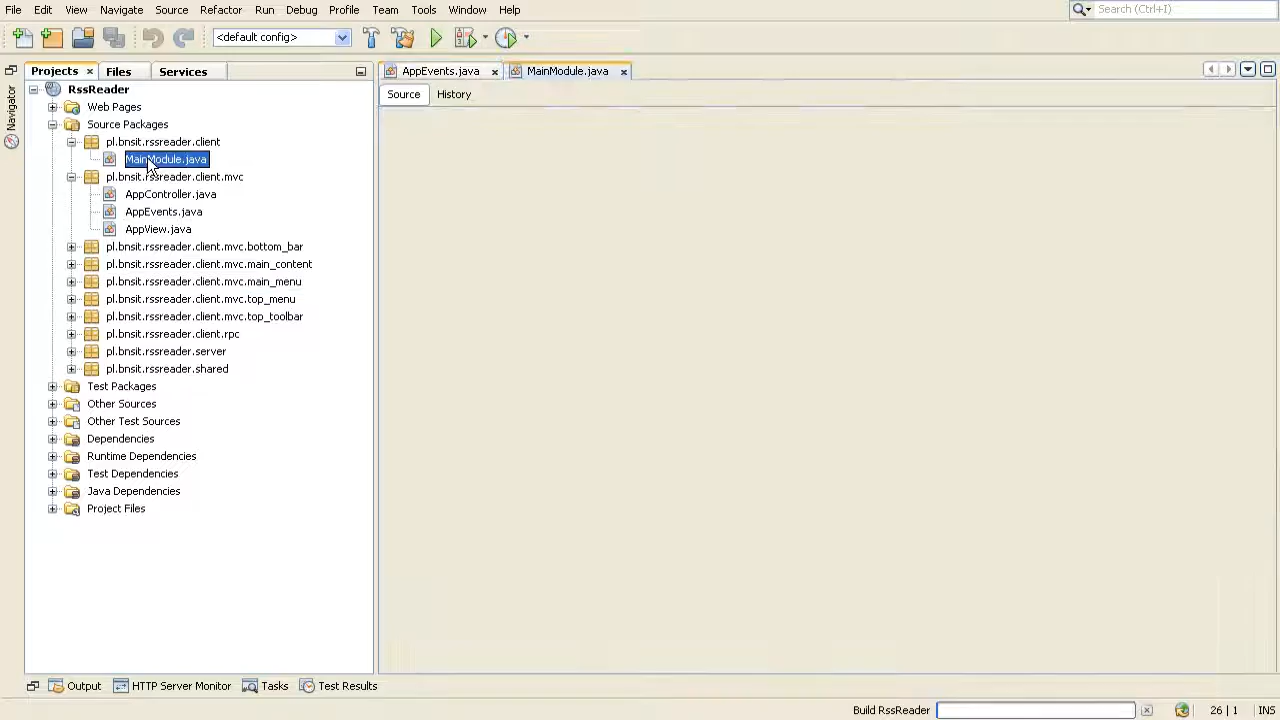 File Edit View Navigate Source Refactor Run Debug Profile Team Tools Window Help
Search (Ctrl+I)
<default config>
Projects Files Services
AppEvents.java MainModule.java
Navigator
Source History
RssReader
Web Pages
Source Packages
pl.bnsit.rssreader.client
MainModule.java
pl.bnsit.rssreader.client.mvc
AppController.java
AppEvents.java
AppView.java
pl.bnsit.rssreader.client.mvc.bottom_bar
pl.bnsit.rssreader.client.mvc.main_content
pl.bnsit.rssreader.client.mvc.main_menu
pl.bnsit.rssreader.client.mvc.top_menu
pl.bnsit.rssreader.client.mvc.top_toolbar
pl.bnsit.rssreader.client.rpc
pl.bnsit.rssreader.server
pl.bnsit.rssreader.shared
Test Packages
Other Sources
Other Test Sources
Dependencies
Runtime Dependencies
Test Dependencies
Java Dependencies
Project Files
Output HTTP Server Monitor Tasks Test Results
Build RssReader 26 | 1 INS